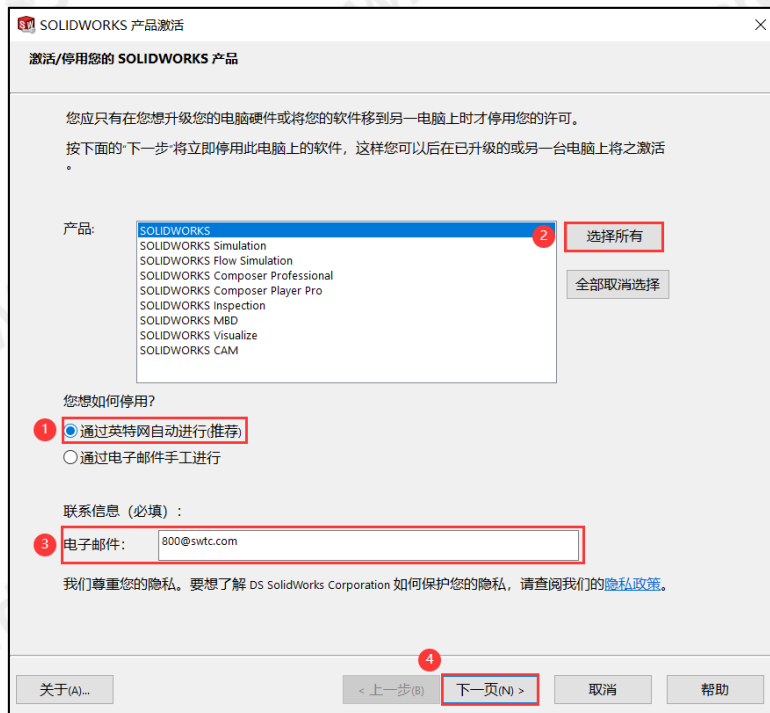 SOLIDWORKS 产品激活
激活/停用您的 SOLIDWORKS 产品
您应只有在您想升级您的电脑硬件或将您的软件移到另一电脑上时才停用您的许可。
按下面的“下一步”将立即停用此电脑上的软件，这样您可以后在已升级的或另一台电脑上将之激活
。
产品:
SOLIDWORKS
SOLIDWORKS Simulation
SOLIDWORKS Flow Simulation
SOLIDWORKS Composer Professional
SOLIDWORKS Composer Player Pro
SOLIDWORKS Inspection
SOLIDWORKS MBD
SOLIDWORKS Visualize
SOLIDWORKS CAM
2 选择所有
全部取消选择
您想如何停用?
1 通过英特网自动进行(推荐)
通过电子邮件手工进行
联系信息（必填）:
3 电子邮件: 800@swtc.com
我们尊重您的隐私。要想了解 DS SolidWorks Corporation 如何保护您的隐私，请查阅我们的隐私政策。
4
关于(A)... < 上一步(B) 下一页(N) > 取消 帮助